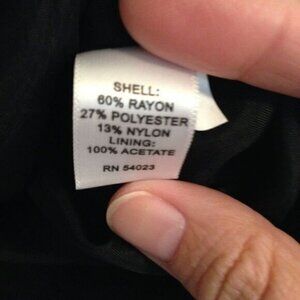 SHELL:
60% RAYON
27% POLYESTER
13% NYLON
LINING:
100% ACETATE
RN 54023